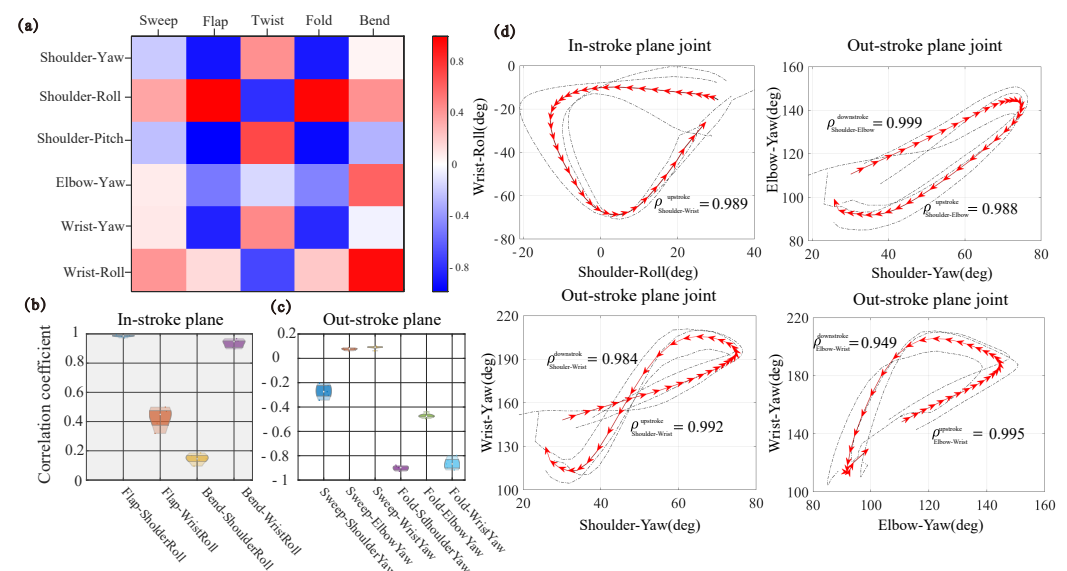 (a)
Sweep Flap Twist Fold Bend
Shoulder-Yaw
Shoulder-Roll
Shoulder-Pitch
Elbow-Yaw
Wrist-Yaw
Wrist-Roll
0.8
0.4
0
- 0.4
- 0.8
(b)
In-stroke plane
Correlation coefficient
1
0.8
0.6
0.4
0.2
0
Flap-SholderRoll
Flap-WristRoll
Bend-ShoulderRoll
Bend-WristRoll
(c)
Out-stroke plane
0.2
0
- 0.2
- 0.4
- 0.6
- 0.8
- 1
Sweep-ShoulderYaw
Sweep-ElbowYaw
Sweep-WristYaw
Fold-SdhoulderYaw
Fold-ElbowYaw
Fold-WristYaw
(d)
In-stroke plane joint
Wrist-Roll(deg)
0
-20
-40
-60
-80
-20 0 20 40
Shoulder-Roll(deg)
ρ upstroke Shoulder-Wrist = 0.989
Out-stroke plane joint
Elbow-Yaw(deg)
160
140
120
100
80
20 40 60 80
Shoulder-Yaw(deg)
ρ downstroke Shoulder-Elbow = 0.999
ρ upstroke Shoulder-Elbow = 0.988
Out-stroke plane joint
Wrist-Yaw(deg)
220
190
160
130
100
20 40 60 80
Shoulder-Yaw(deg)
ρ downstrok Shoulder-Wrist = 0.984
ρ upstroke Shoulder-Wrist = 0.992
Out-stroke plane joint
Wrist-Yaw(deg)
220
190
160
130
100
80 100 120 140 160
Elbow-Yaw(deg)
ρ downstroke Elbow-Wrist = 0.949
ρ upstroke Elbow-Wrist = 0.995